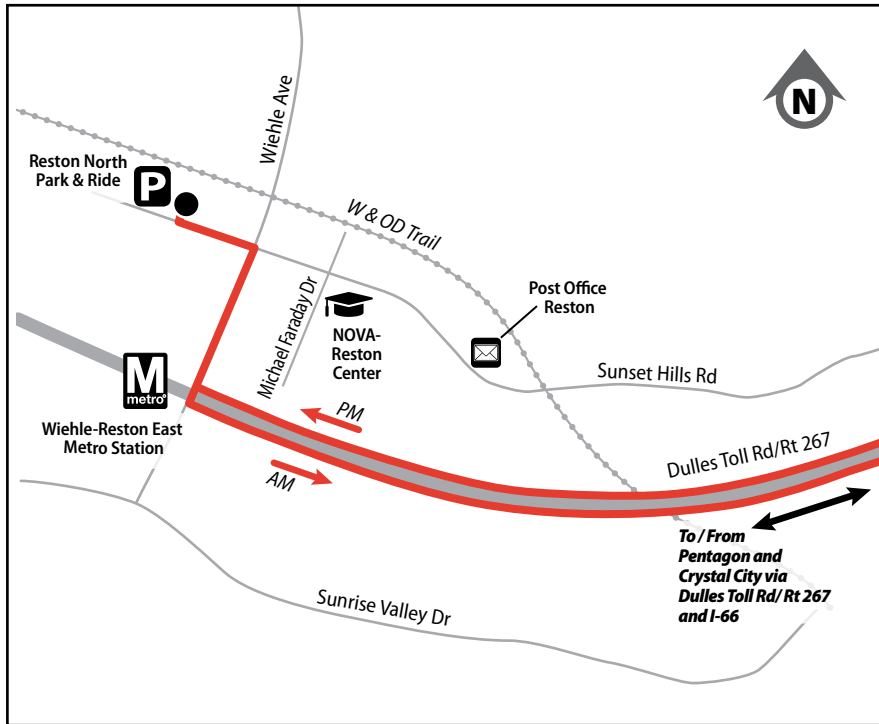 N
Wiehle Ave
Reston North
Park & Ride
P
W & OD Trail
Post Office
Reston
Michael Faraday Dr
NOVA-
Reston
Center
Sunset Hills Rd
M
metro®
Wiehle-Reston East
Metro Station
PM
AM
Dulles Toll Rd/Rt 267
To / From
Pentagon and
Crystal City via
Dulles Toll Rd/ Rt 267
and I-66
Sunrise Valley Dr